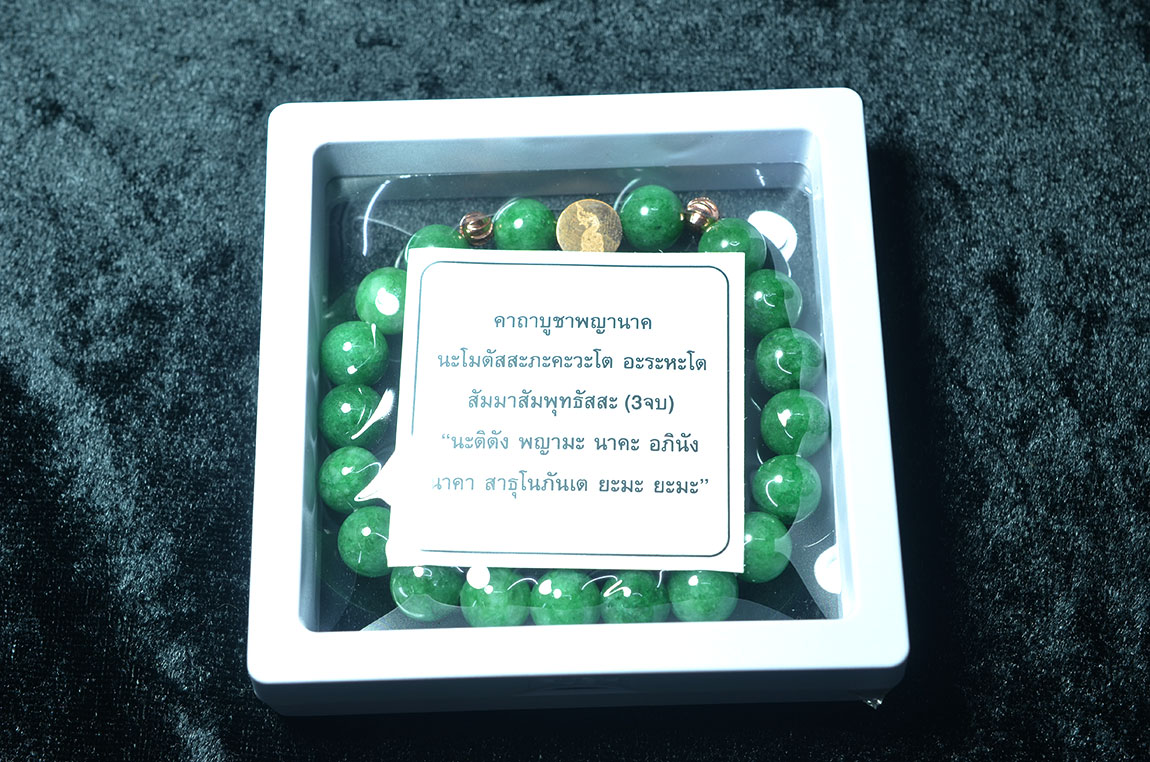 คาถาบูชาพญานาค
นะโมตัสสะภะคะวะโต อะระหะโต
สัมมาสัมพุทธัสสะ (3จบ)
“นะติตัง พญามะ นาคะ อภินัง
นาคา สาธุโนภันเต ยะมะ ยะมะ”